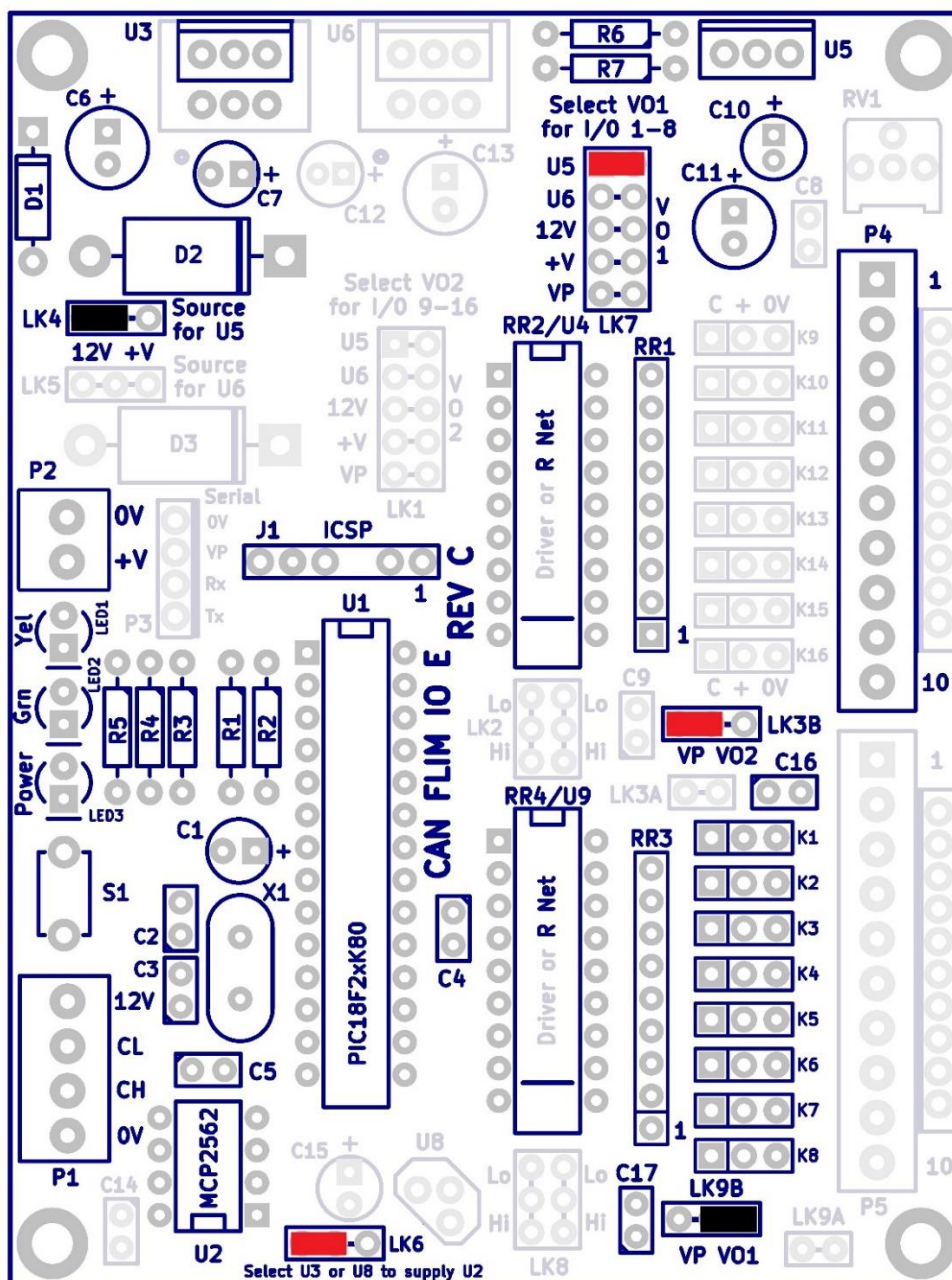 U3
U6
R6
R7
U5
C6 +
Select VO1
for I/O 1-8
C10 +
RV1
D1
C7 +
C12 +
C13 +
U5
U6
12V
+V
VP
V
O
1
C11 +
C8
P4
D2
1
LK4
Source
for U5
12V +V
Select VO2
for I/O 9-16
RR2/U4 LK7
C + 0V
LK5
Source
for U6
U5
U6
12V
+V
VP
V
O
2
RR1
K9
K10
K11
K12
K13
K14
K15
K16
C + 0V
D3
LK1
Driver or R Net
P2
0V
+V
Serial
0V
VP
Rx
Tx
P3
J1 ICSP
1
1
10
Yel
LED1
Grn
LED2
Power
LED3
U1
PIC18F2xK80
CAN FLIM IO E
REV C
R5
R4
R3
R1
R2
LK2
Lo
Hi
Lo
Hi
C9
LK3B
VP VO2
LK3A
C16
1
S1
C1 +
X1
C2
C3
C4
C5
RR4/U9
Driver or R Net
RR3
1
K1
K2
K3
K4
K5
K6
K7
K8
12V
CL
CH
0V
P1
MCP2562
U2
C14
C15 +
U8
Lo
Hi
Lo
Hi
LK8
C17
LK9B
VP VO1
LK9A
P5
10
LK6
Select U3 or U8 to supply U2